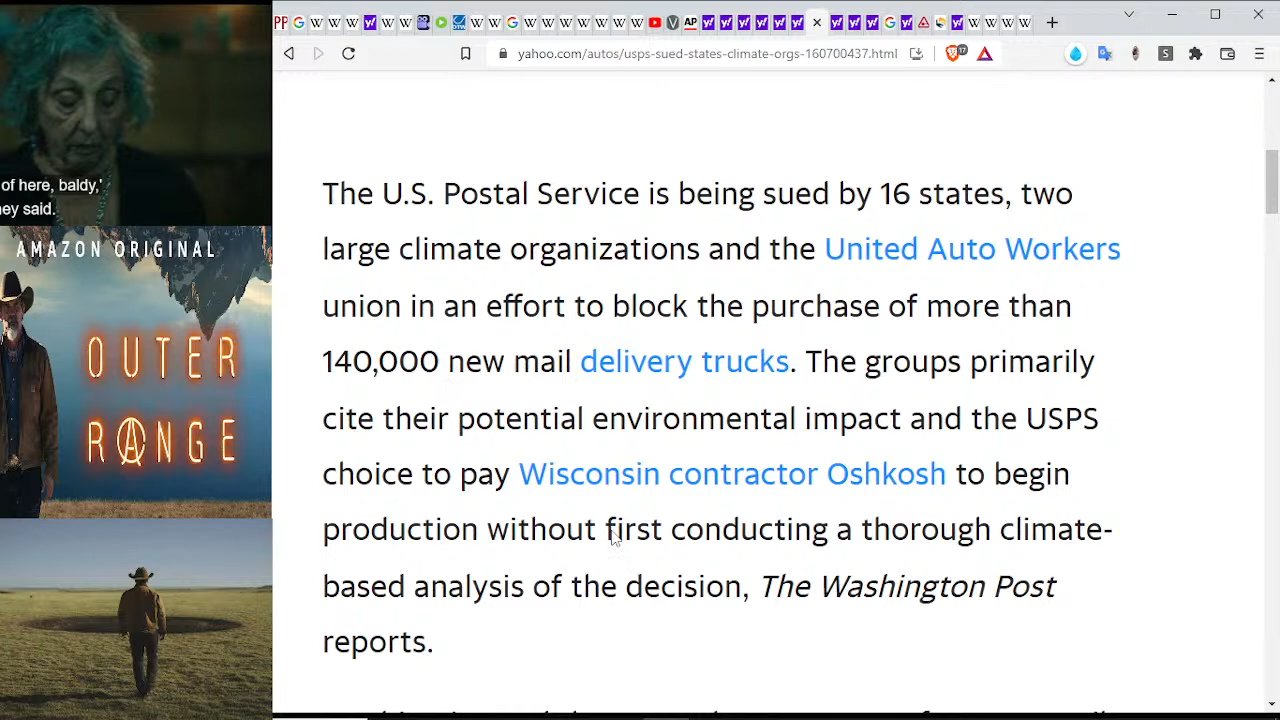 of here, baldy,'
ey said.
AMAZON ORIGINAL
OUTER
RANGE
yahoo.com/autos/usps-sued-states-climate-orgs-160700437.html
17
The U.S. Postal Service is being sued by 16 states, two
large climate organizations and the United Auto Workers
union in an effort to block the purchase of more than
140,000 new mail delivery trucks. The groups primarily
cite their potential environmental impact and the USPS
choice to pay Wisconsin contractor Oshkosh to begin
production without first conducting a thorough climate-
based analysis of the decision, The Washington Post
reports.